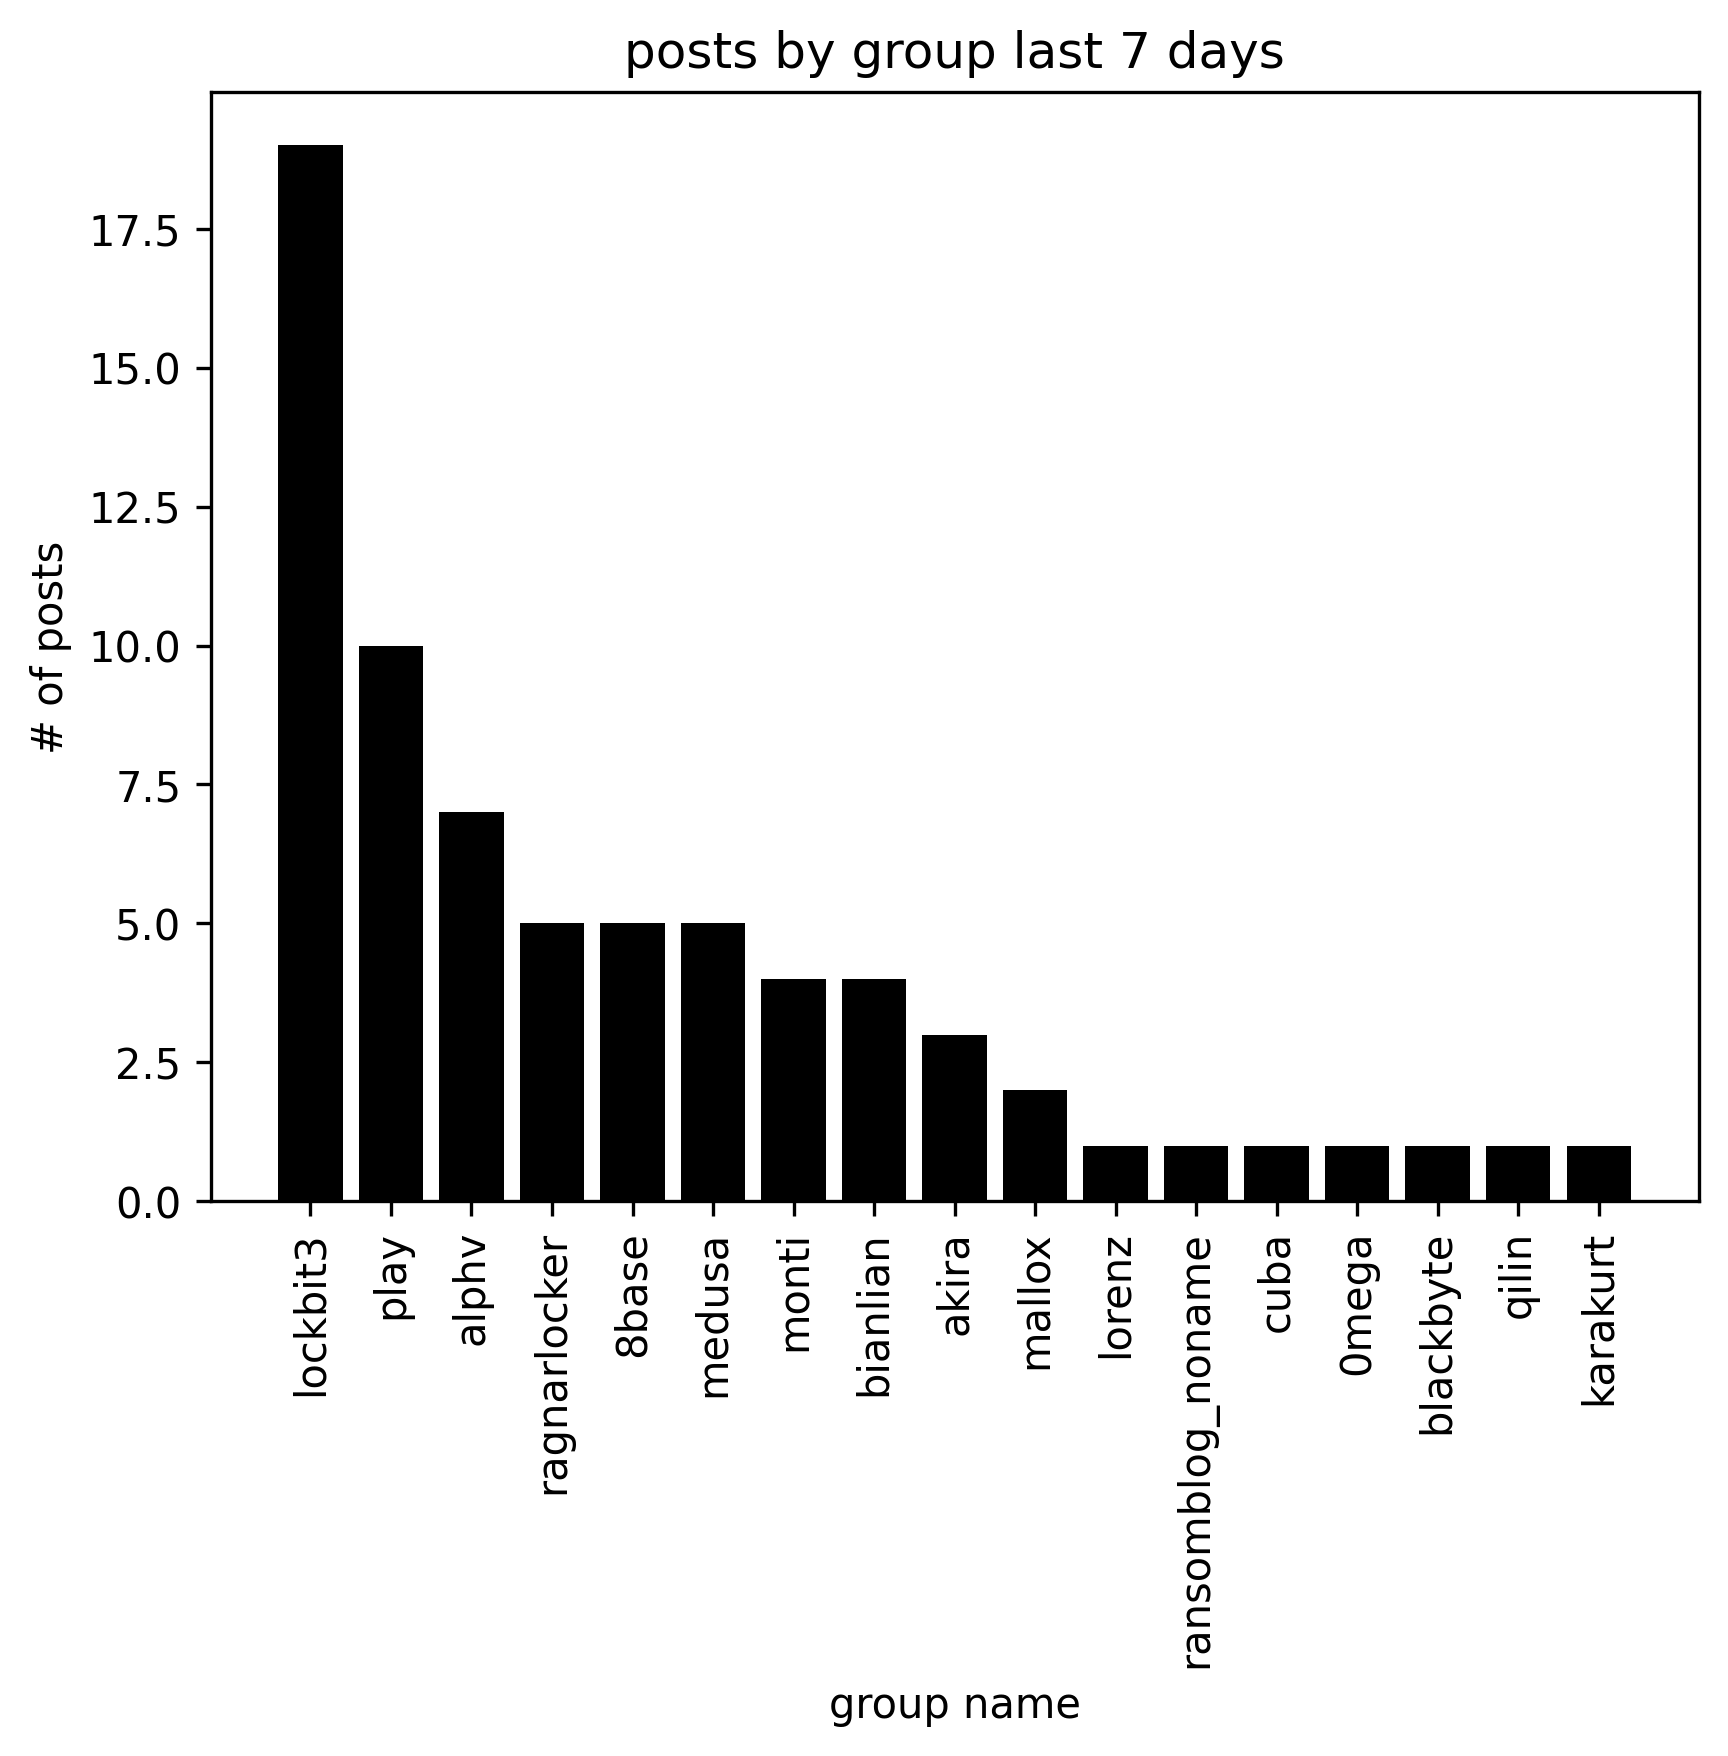 posts by group last 7 days
# of posts
17.5
15.0
12.5
10.0
7.5
5.0
2.5
0.0
lockbit3
play
alphv
ragnarlocker
8base
medusa
monti
bianlian
akira
mallox
lorenz
ransomblog_noname
cuba
0mega
blackbyte
qilin
karakurt
group name